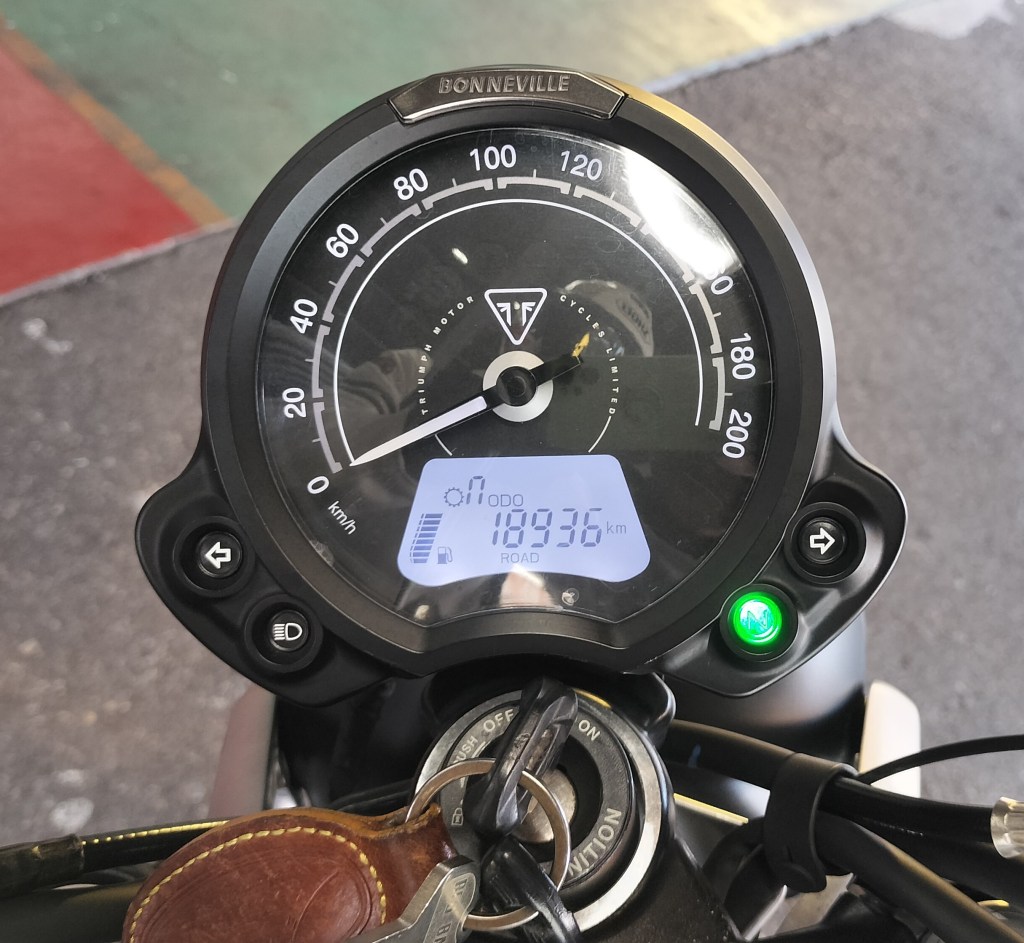 BONNEVILLE
100
120
80
60
40
180
20
200
0
km/h
TRIUMPH MOTOR CYCLES LIMITED
n ODO
18936 km
ROAD
N
OFF
ON
IGNITION